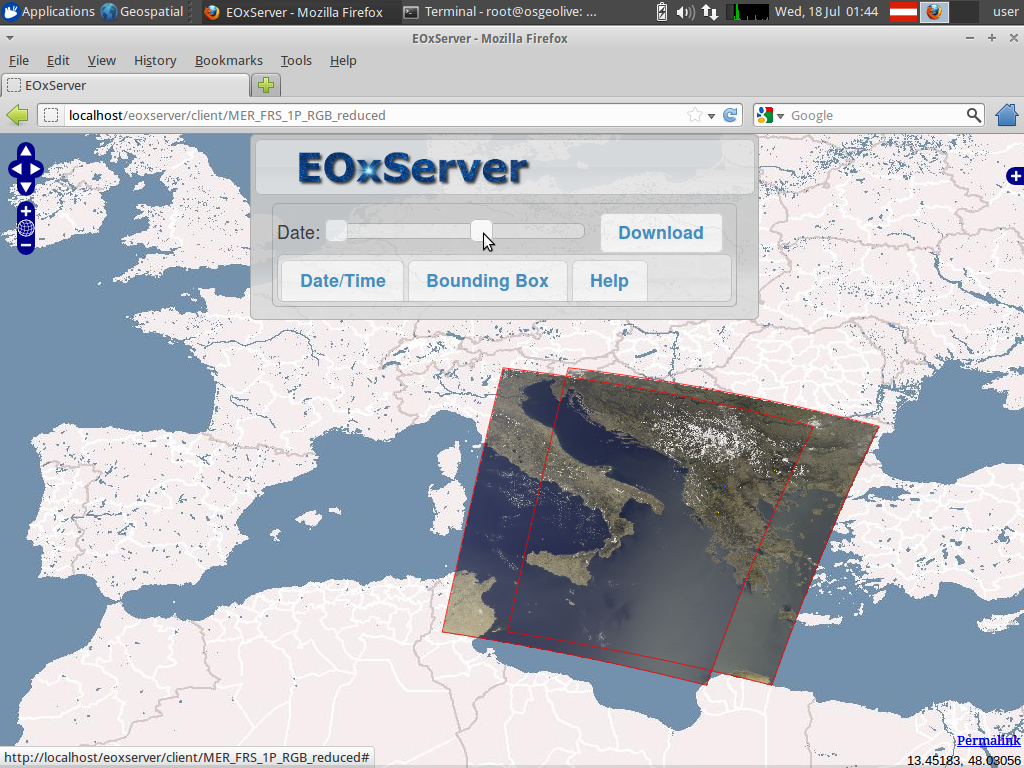 Applications Geospatial EOxServer - Mozilla Firefox Terminal - root@osgeolive: ... Wed, 18 Jul 01:44 user
EOxServer - Mozilla Firefox
File Edit View History Bookmarks Tools Help
EOxServer
localhost/eoxserver/client/MER_FRS_1P_RGB_reduced Google
EOxServer
Date: Download
Date/Time Bounding Box Help
Permalink
http://localhost/eoxserver/client/MER_FRS_1P_RGB_reduced#
13.45183, 48.03056